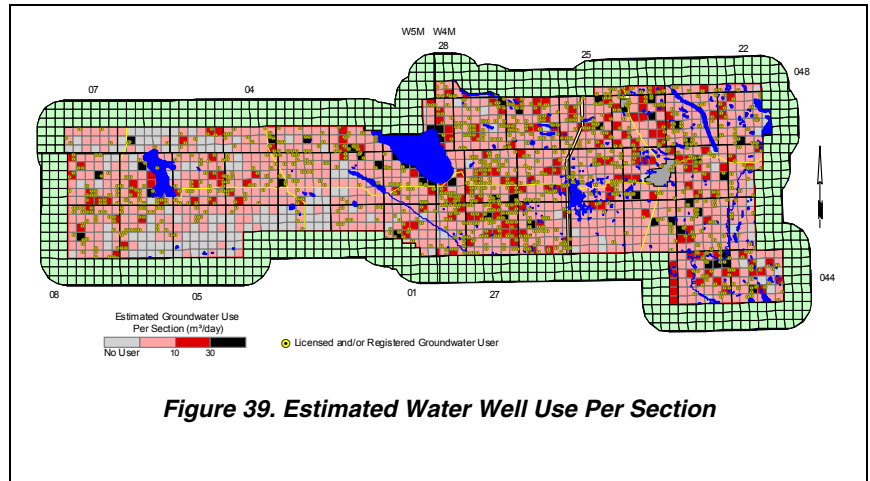 W5M W4M
28
25
22
07
04
048
044
08
05
01
27
Estimated Groundwater Use
Per Section (m³/day)
No User 10 30
Licensed and/or Registered Groundwater User
Figure 39. Estimated Water Well Use Per Section